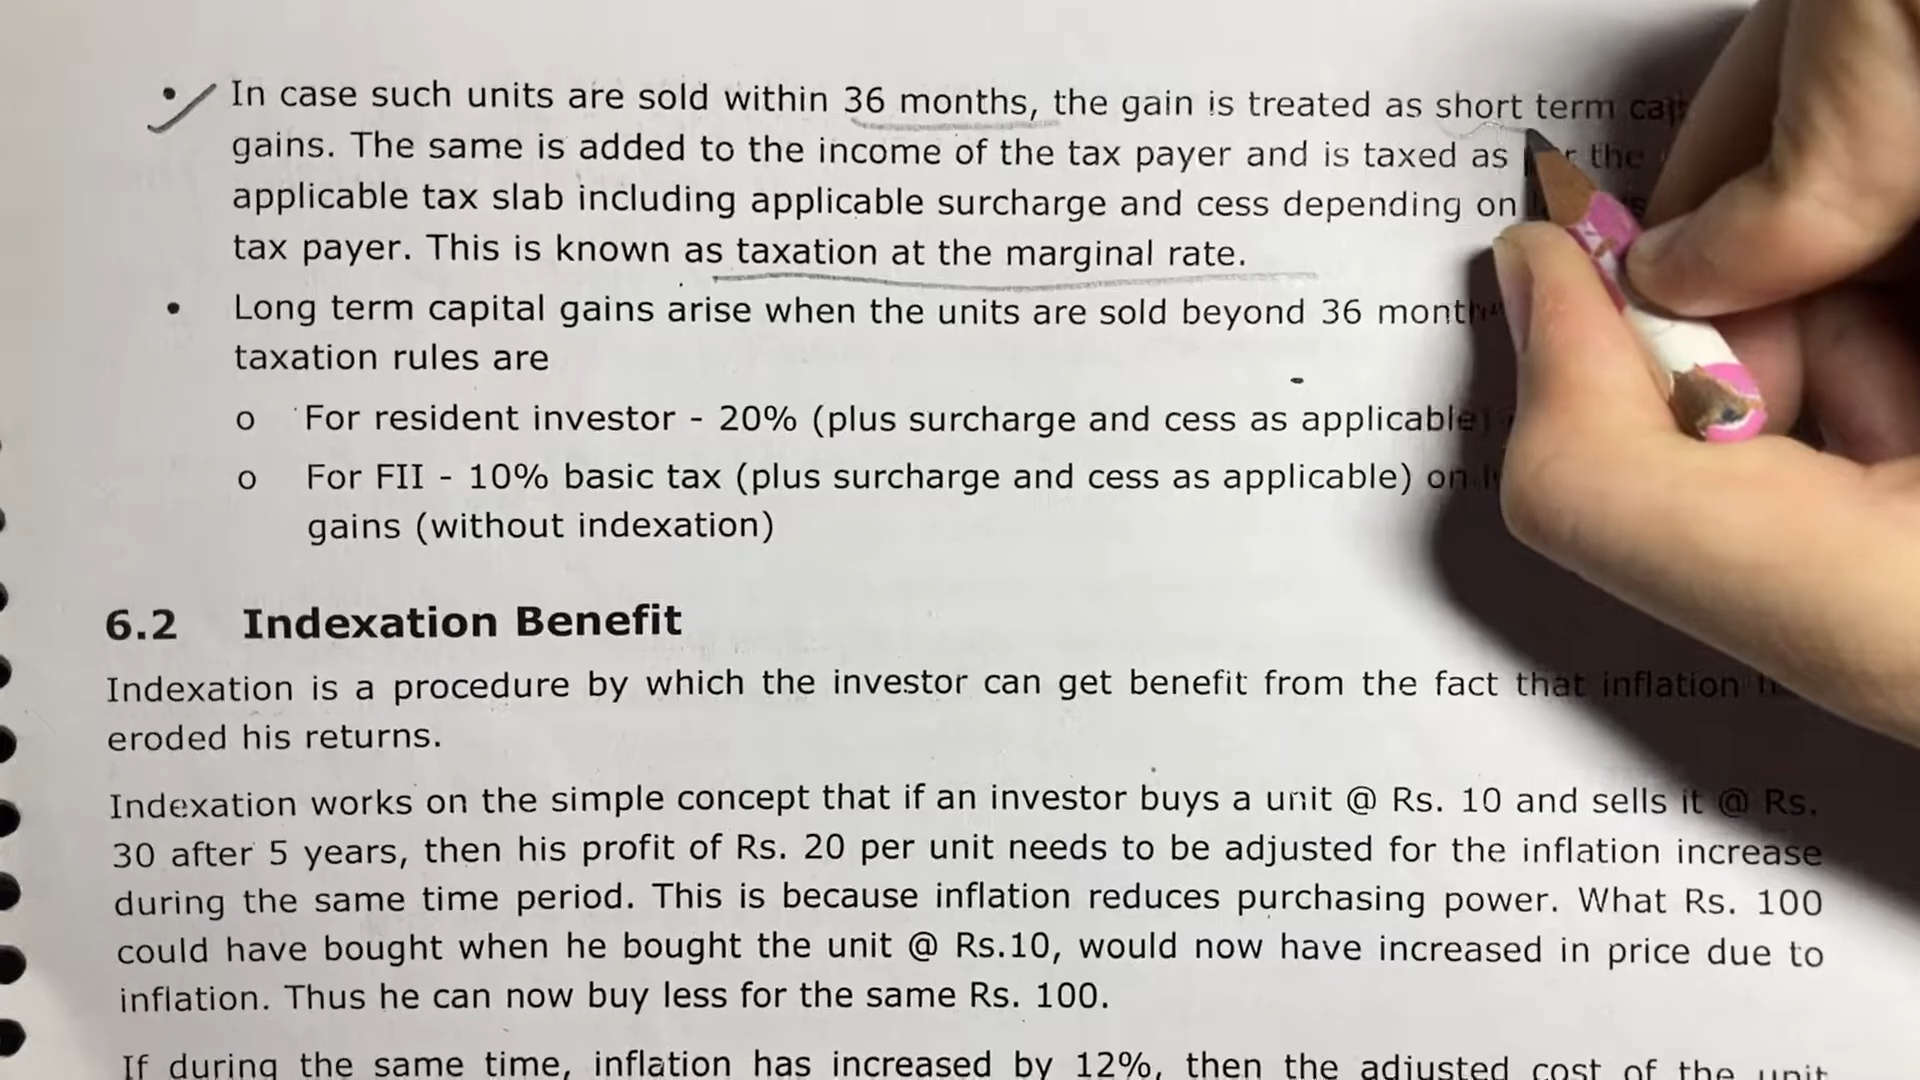 • In case such units are sold within 36 months, the gain is treated as short term
gains. The same is added to the income of the tax payer and is taxed as the
applicable tax slab including applicable surcharge and cess depending on
tax payer. This is known as taxation at the marginal rate.
• Long term capital gains arise when the units are sold beyond 36
taxation rules are
o For resident investor - 20% (plus surcharge and cess as applicable
o For FII - 10% basic tax (plus surcharge and cess as applicable) on
gains (without indexation)
6.2 Indexation Benefit
Indexation is a procedure by which the investor can get benefit from the fact that inflation
eroded his returns.
Indexation works on the simple concept that if an investor buys a unit @ Rs. 10 and sells it @ Rs.
30 after 5 years, then his profit of Rs. 20 per unit needs to be adjusted for the inflation increase
during the same time period. This is because inflation reduces purchasing power. What Rs. 100
could have bought when he bought the unit @ Rs.10, would now have increased in price due to
inflation. Thus he can now buy less for the same Rs. 100.
If during the same time, inflation has increased by 12%, then the adjusted cost of the unit